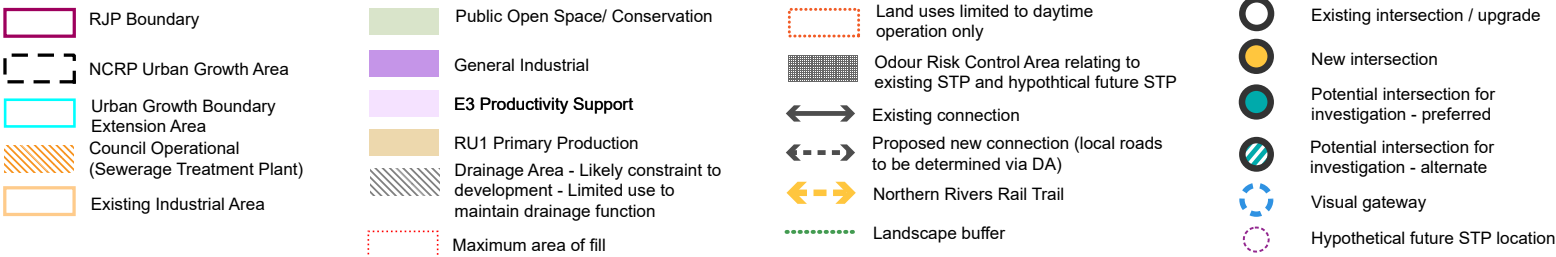 RJP Boundary
NCRP Urban Growth Area
Urban Growth Boundary
Extension Area
Council Operational
(Sewerage Treatment Plant)
Existing Industrial Area
Public Open Space/ Conservation
General Industrial
E3 Productivity Support
RU1 Primary Production
Drainage Area - Likely constraint to
development - Limited use to
maintain drainage function
Maximum area of fill
Land uses limited to daytime
operation only
Odour Risk Control Area relating to
existing STP and hypothtical future STP
Existing connection
Proposed new connection (local roads
to be determined via DA)
Northern Rivers Rail Trail
Landscape buffer
Existing intersection / upgrade
New intersection
Potential intersection for
investigation - preferred
Potential intersection for
investigation - alternate
Visual gateway
Hypothetical future STP location